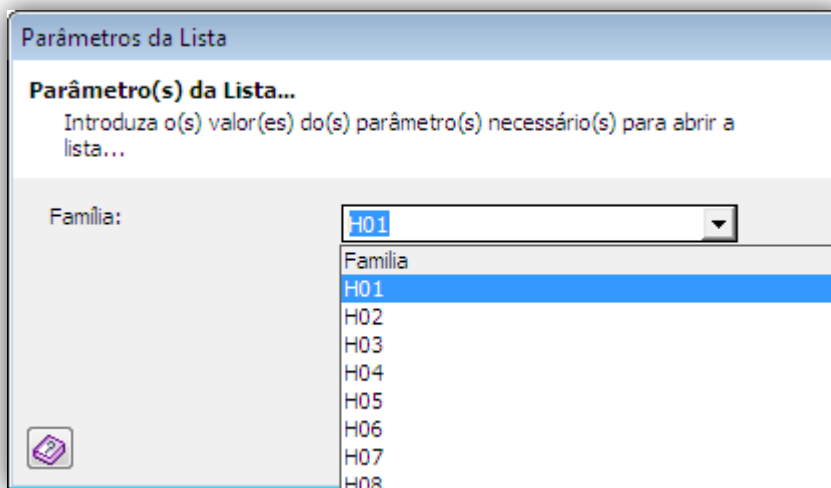 Parâmetros da Lista
Parâmetro(s) da Lista...
Introduza o(s) valor(es) do(s) parâmetro(s) necessário(s) para abrir a
lista...
Família:
H01
Familia
H01
H02
H03
H04
H05
H06
H07
H08